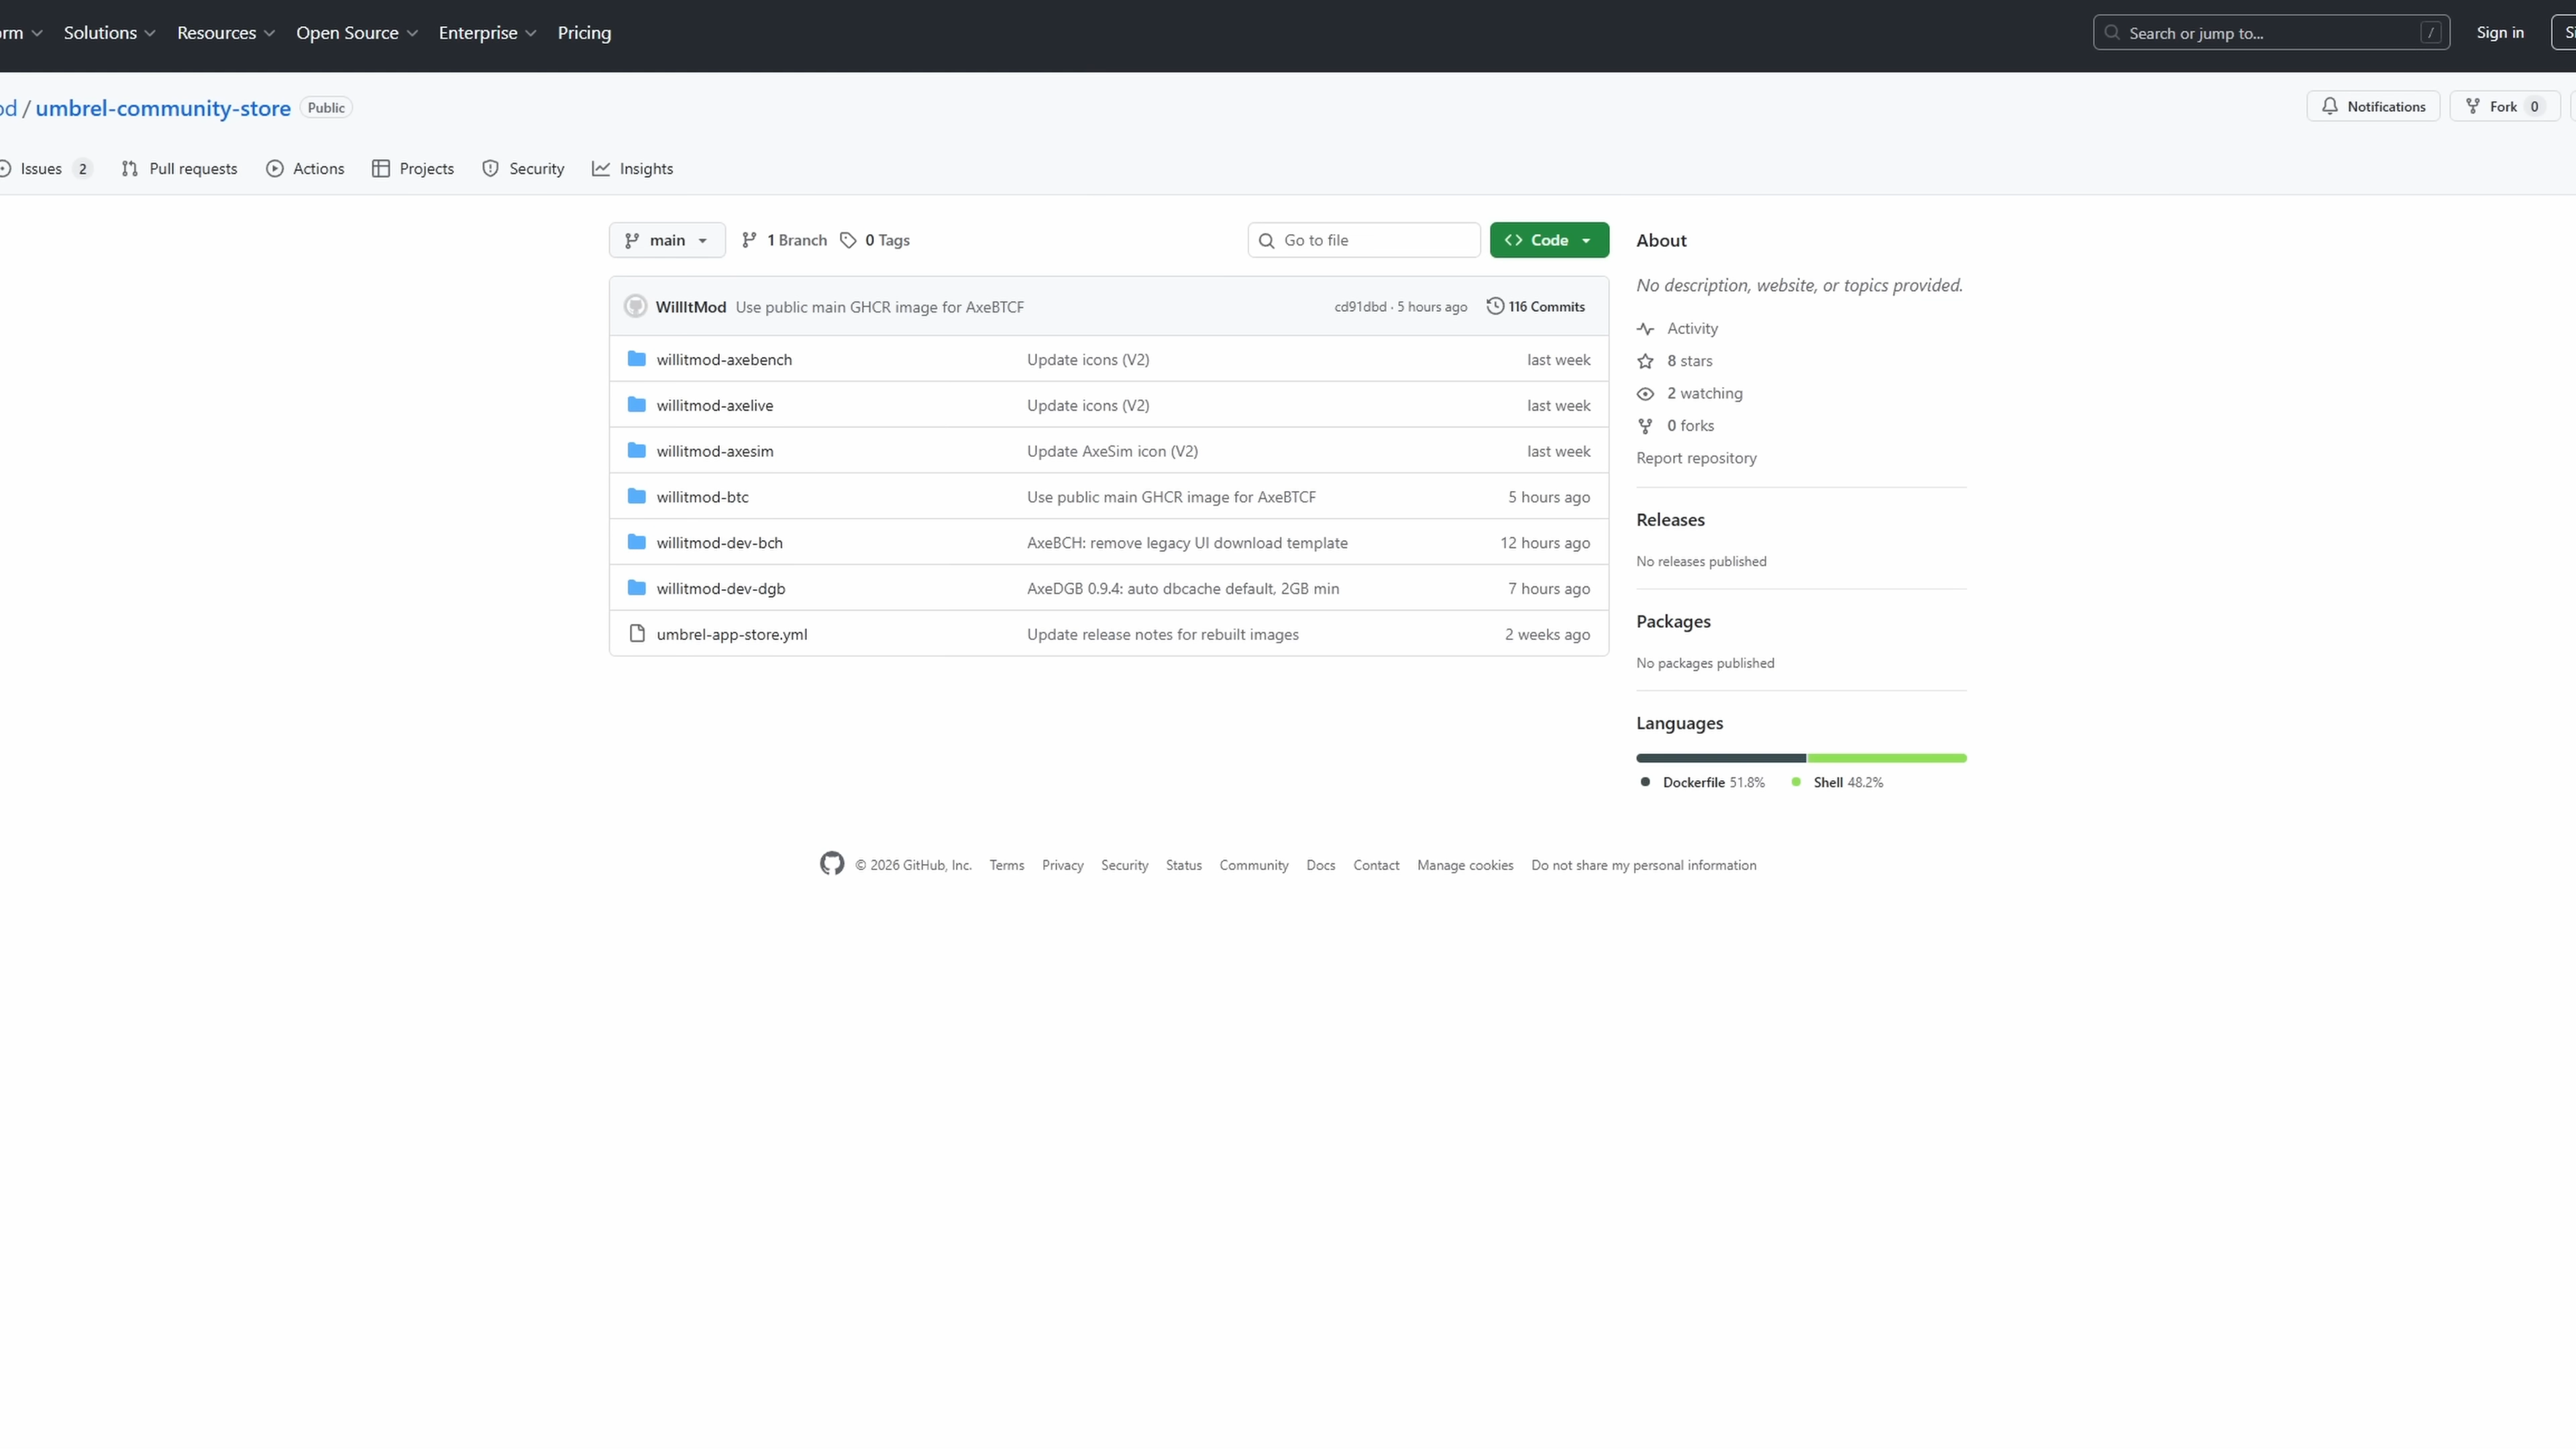 Solutions Resources Open Source Enterprise Pricing Search or jump to... / Sign in
/ umbrel-community-store Public Notifications Fork 0
Issues 2 Pull requests Actions Projects Security Insights
main 1 Branch 0 Tags Go to file Code
WillItMod Use public main GHCR image for AxeBTCF cd91dbd · 5 hours ago 116 Commits
willitmod-axebench Update icons (V2) last week
willitmod-axelive Update icons (V2) last week
willitmod-axesim Update AxeSim icon (V2) last week
willitmod-btc Use public main GHCR image for AxeBTCF 5 hours ago
willitmod-dev-bch AxeBCH: remove legacy UI download template 12 hours ago
willitmod-dev-dgb AxeDGB 0.9.4: auto dbcache default, 2GB min 7 hours ago
umbrel-app-store.yml Update release notes for rebuilt images 2 weeks ago
About
No description, website, or topics provided.
Activity
8 stars
2 watching
0 forks
Report repository
Releases
No releases published
Packages
No packages published
Languages
Dockerfile 51.8% Shell 48.2%
© 2026 GitHub, Inc. Terms Privacy Security Status Community Docs Contact Manage cookies Do not share my personal information